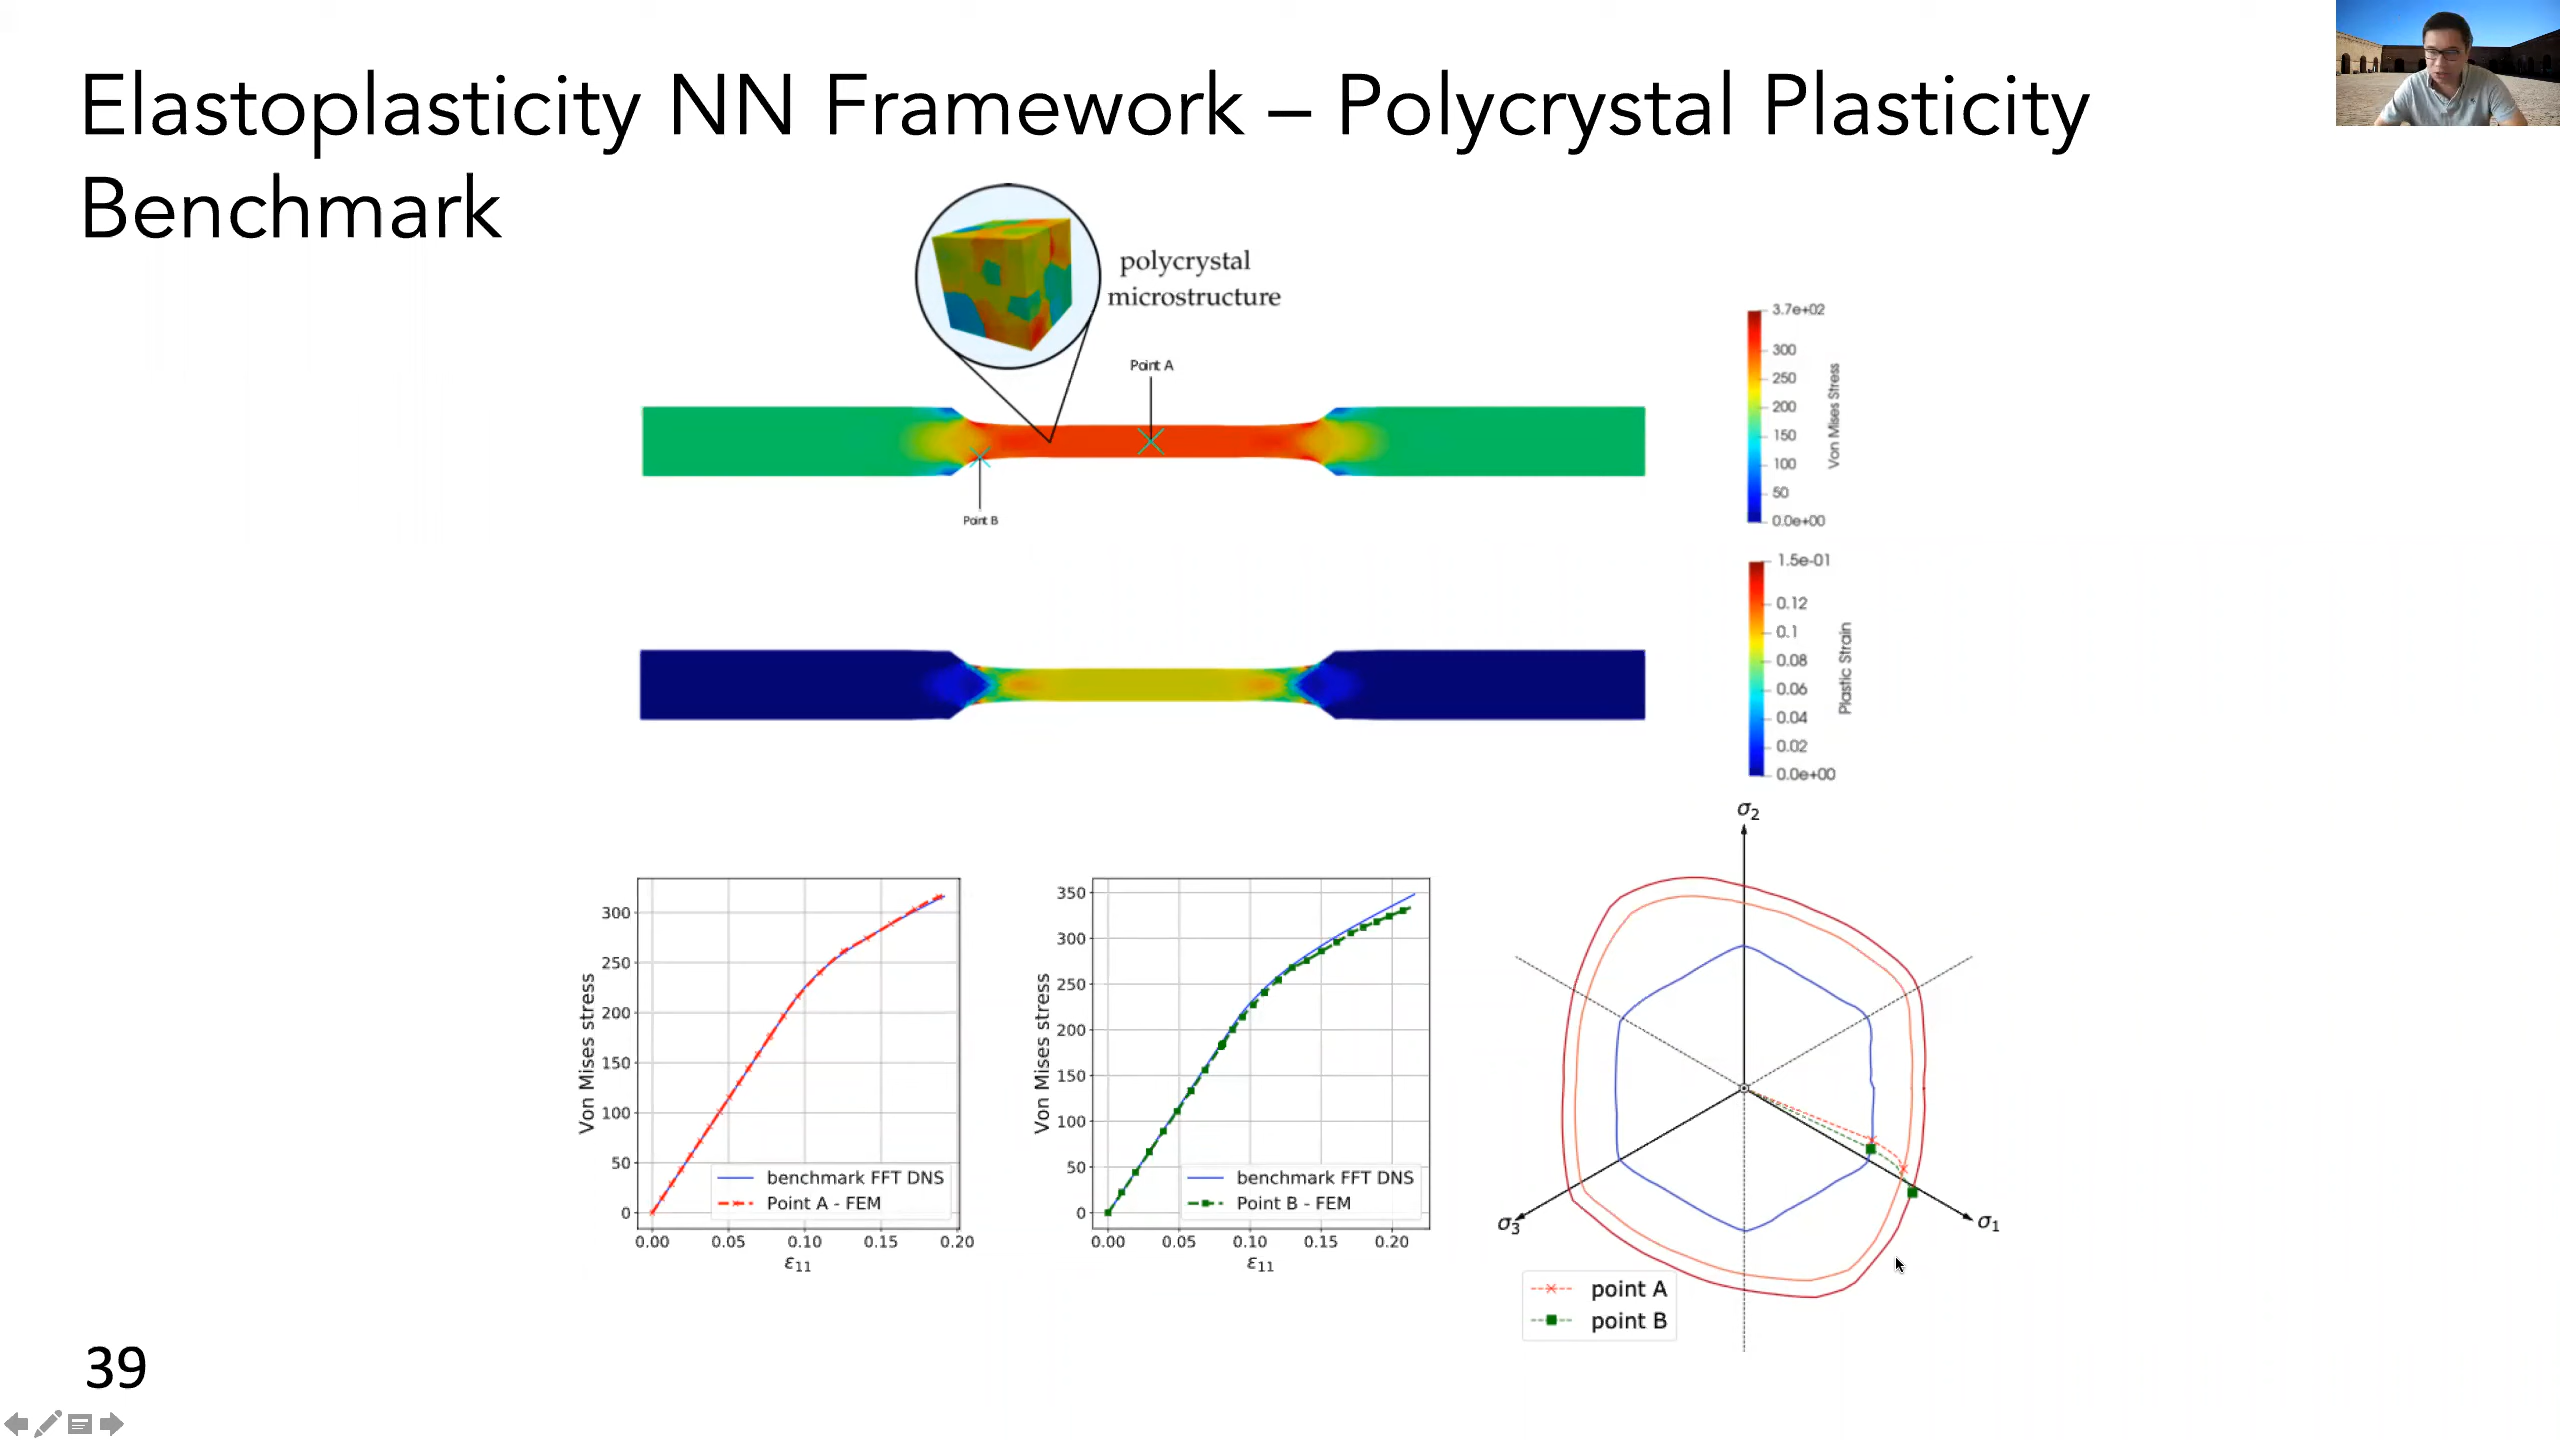 Elastoplasticity NN Framework – Polycrystal Plasticity
Benchmark
polycrystal
microstructure
Point A
Point B
3.7e+02
300
250
200
150
100
50
0.0e+00
Von Mises Stress
1.5e-01
0.12
0.1
0.08
0.06
0.04
0.02
0.0e+00
Plastic Strain
Von Mises stress
300
250
200
150
100
50
0
0.00 0.05 0.10 0.15 0.20
ε11
benchmark FFT DNS
Point A - FEM
Von Mises stress
350
300
250
200
150
100
50
0
0.00 0.05 0.10 0.15 0.20
ε11
benchmark FFT DNS
Point B - FEM
σ2
σ3
σ1
point A
point B
39